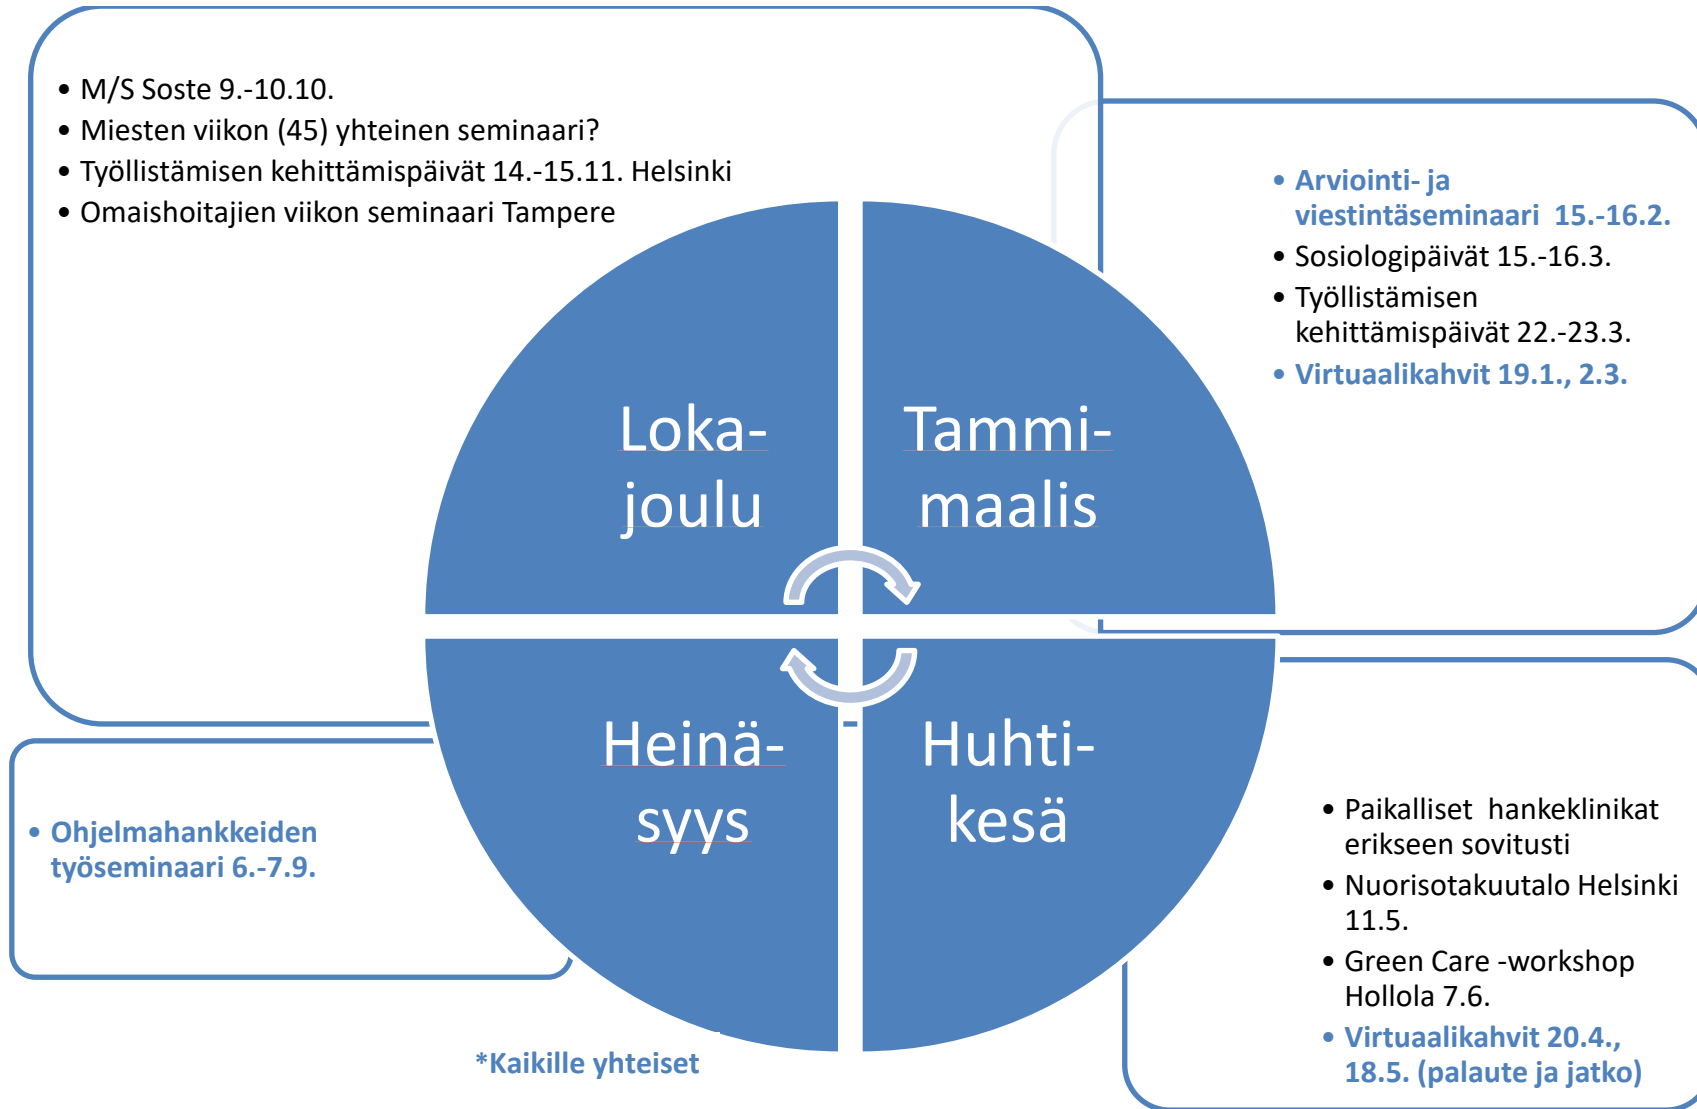 • M/S Soste 9.-10.10.
• Miesten viikon (45) yhteinen seminaari?
• Työllistämisen kehittämispäivät 14.-15.11. Helsinki
• Omaishoitajien viikon seminaari Tampere
• Arviointi- ja
viestintäseminaari 15.-16.2.
• Sosiologipäivät 15.-16.3.
• Työllistämisen
kehittämispäivät 22.-23.3.
• Virtuaalikahvit 19.1., 2.3.
Loka-
joulu
Tammi-
maalis
Heinä-
syys
Huhti-
kesä
• Ohjelmahankkeiden
työseminaari 6.-7.9.
• Paikalliset hankeklinikat
erikseen sovitusti
• Nuorisotakuutalo Helsinki
11.5.
• Green Care -workshop
Hollola 7.6.
• Virtuaalikahvit 20.4.,
18.5. (palaute ja jatko)
*Kaikille yhteiset